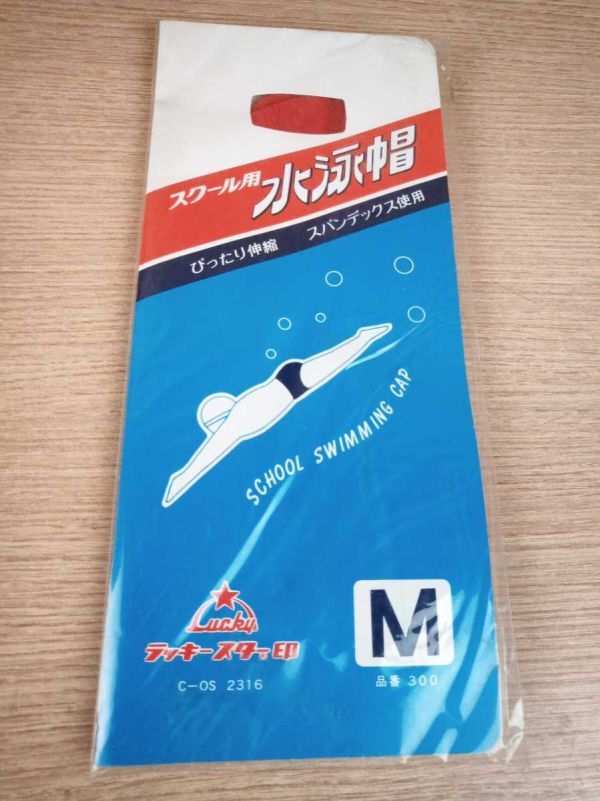 スクール用 水泳帽
ぴったり伸縮 スパンデックス使用
SCHOOL SWIMMING CAP
Lucky
ラッキースター印
M
C-OS 2316
品番 300